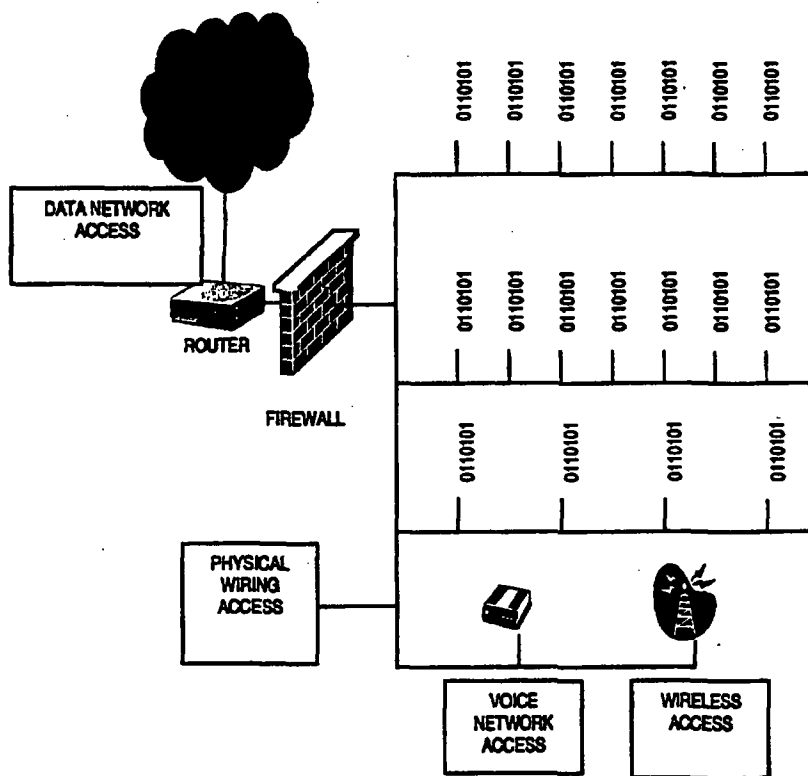 0110101 0110101 0110101 0110101 0110101 0110101 0110101
DATA NETWORK
ACCESS
0110101 0110101 0110101 0110101 0110101 0110101 0110101
ROUTER
FIREWALL
0110101 0110101 0110101 0110101
PHYSICAL
WIRING
ACCESS
VOICE
NETWORK
ACCESS
WIRELESS
ACCESS